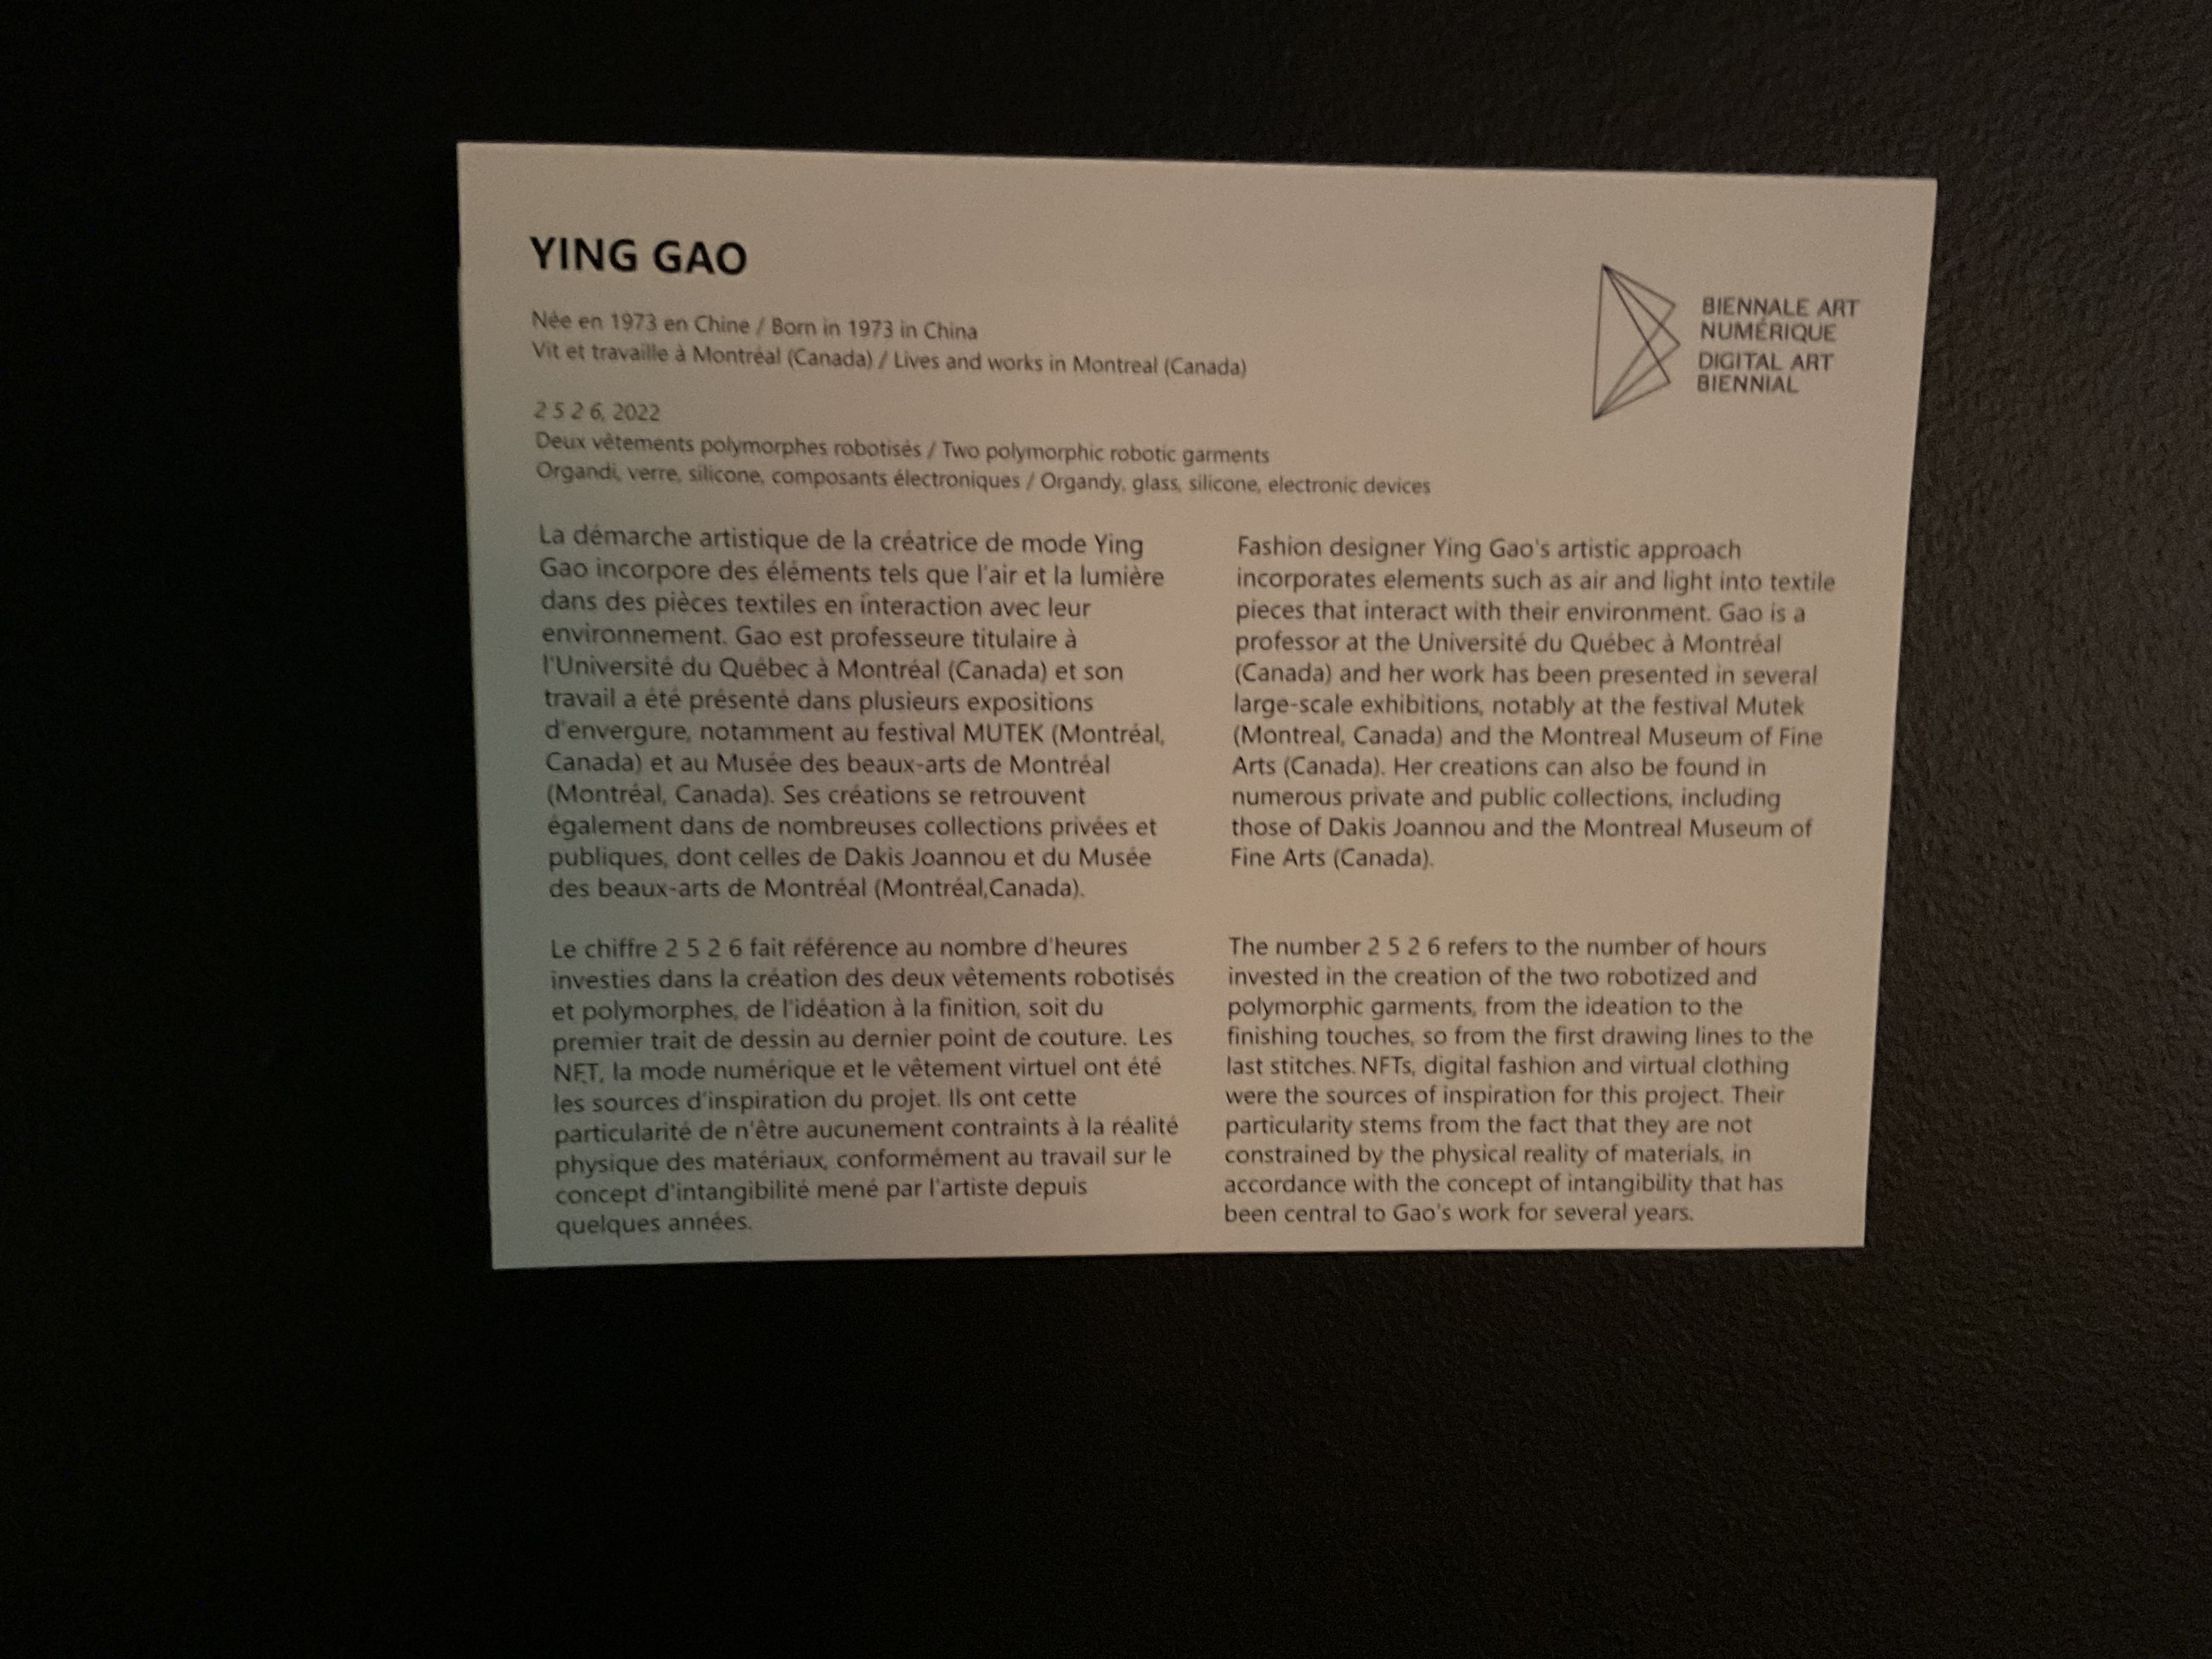 YING GAO
Née en 1973 en Chine / Born in 1973 in China
Vit et travaille à Montréal (Canada) / Lives and works in Montreal (Canada)
BIENNALE ART
NUMÉRIQUE
DIGITAL ART
BIENNIAL
2 5 2 6, 2022
Deux vêtements polymorphes robotisés / Two polymorphic robotic garments
Organdi, verre, silicone, composants électroniques / Organdy, glass, silicone, electronic devices
La démarche artistique de la créatrice de mode Ying
Gao incorpore des éléments tels que l'air et la lumière
dans des pièces textiles en interaction avec leur
environnement. Gao est professeure titulaire à
l'Université du Québec à Montréal (Canada) et son
travail a été présenté dans plusieurs expositions
d'envergure, notamment au festival MUTEK (Montréal,
Canada) et au Musée des beaux-arts de Montréal
(Montréal, Canada). Ses créations se retrouvent
également dans de nombreuses collections privées et
publiques, dont celles de Dakis Joannou et du Musée
des beaux-arts de Montréal (Montréal,Canada).
Le chiffre 2 5 2 6 fait référence au nombre d'heures
investies dans la création des deux vêtements robotisés
et polymorphes, de l'idéation à la finition, soit du
premier trait de dessin au dernier point de couture. Les
NFT, la mode numérique et le vêtement virtuel ont été
les sources d'inspiration du projet. Ils ont cette
particularité de n'être aucunement contraints à la réalité
physique des matériaux, conformément au travail sur le
concept d'intangibilité mené par l'artiste depuis
quelques années.
Fashion designer Ying Gao's artistic approach
incorporates elements such as air and light into textile
pieces that interact with their environment. Gao is a
professor at the Université du Québec à Montréal
(Canada) and her work has been presented in several
large-scale exhibitions, notably at the festival Mutek
(Montreal, Canada) and the Montreal Museum of Fine
Arts (Canada). Her creations can also be found in
numerous private and public collections, including
those of Dakis Joannou and the Montreal Museum of
Fine Arts (Canada).
The number 2 5 2 6 refers to the number of hours
invested in the creation of the two robotized and
polymorphic garments, from the ideation to the
finishing touches, so from the first drawing lines to the
last stitches. NFTs, digital fashion and virtual clothing
were the sources of inspiration for this project. Their
particularity stems from the fact that they are not
constrained by the physical reality of materials, in
accordance with the concept of intangibility that has
been central to Gao's work for several years.